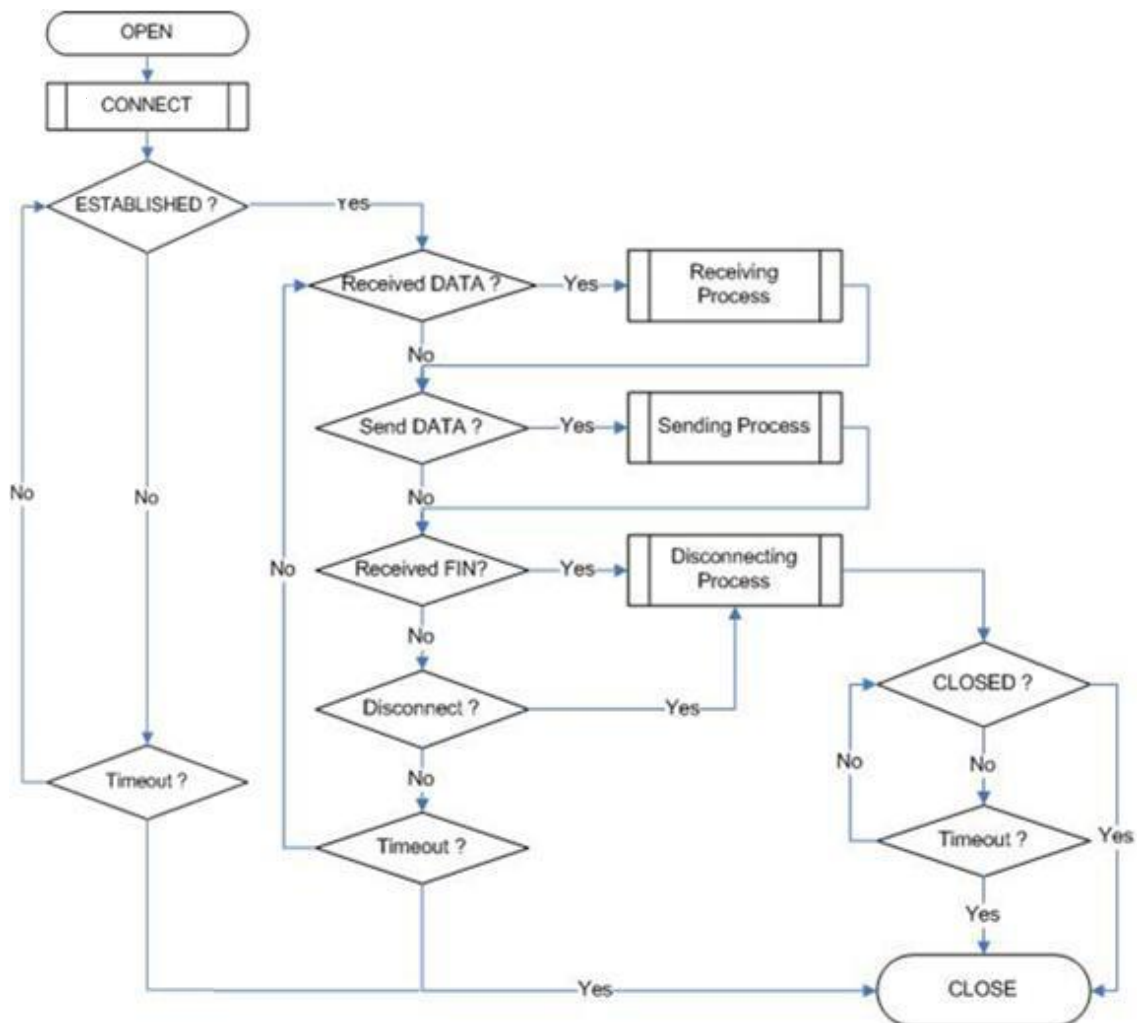 OPEN
CONNECT
ESTABLISHED ?
Yes
Received DATA ?
Yes
Receiving
Process
No
Send DATA ?
Yes
Sending Process
No
No
No
Received FIN?
Yes
Disconnecting
Process
No
No
Disconnect ?
Yes
CLOSED ?
No
No
Timeout ?
No
Timeout ?
Timeout ?
Yes
Yes
Yes
CLOSE